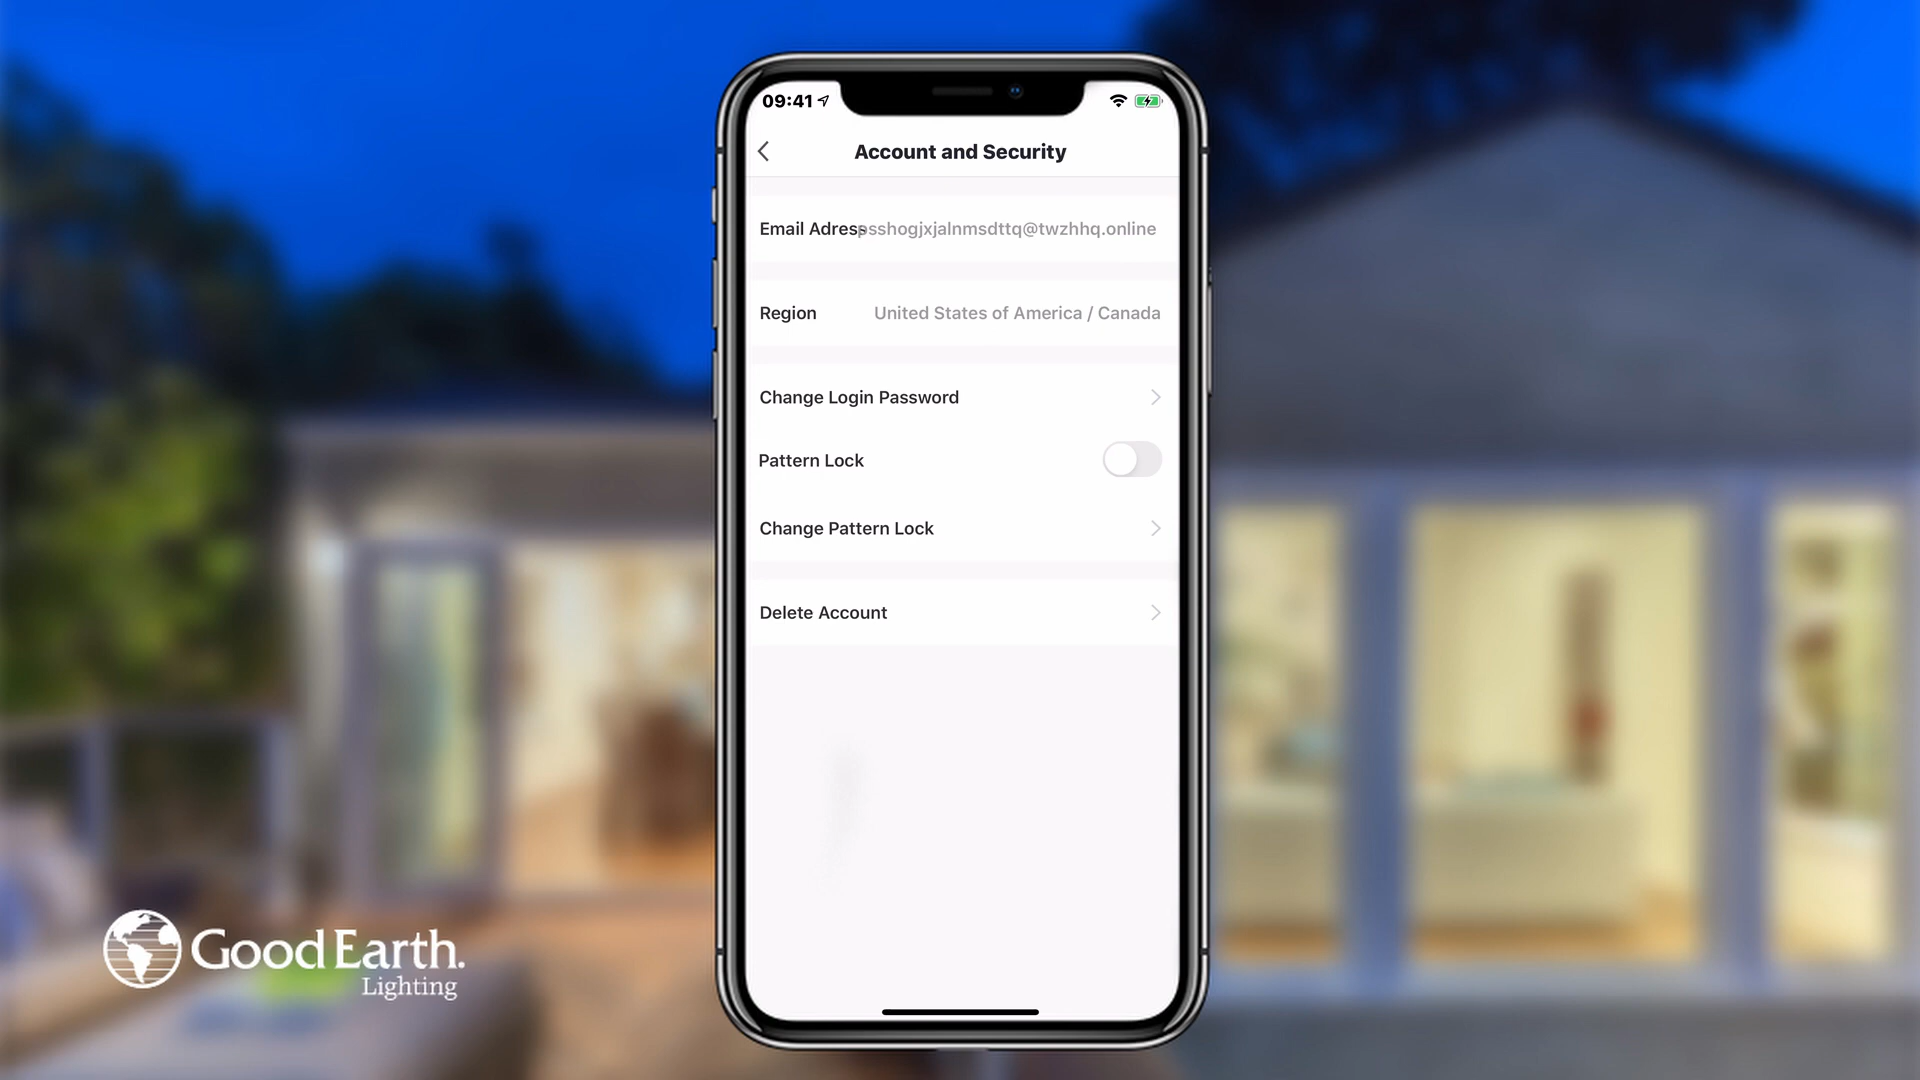 09:41
Account and Security
Email Adress
psshogjxjalnmsdttq@twzhhq.online
Region
United States of America / Canada
Change Login Password
Pattern Lock
Change Pattern Lock
Delete Account
Good Earth.
Lighting